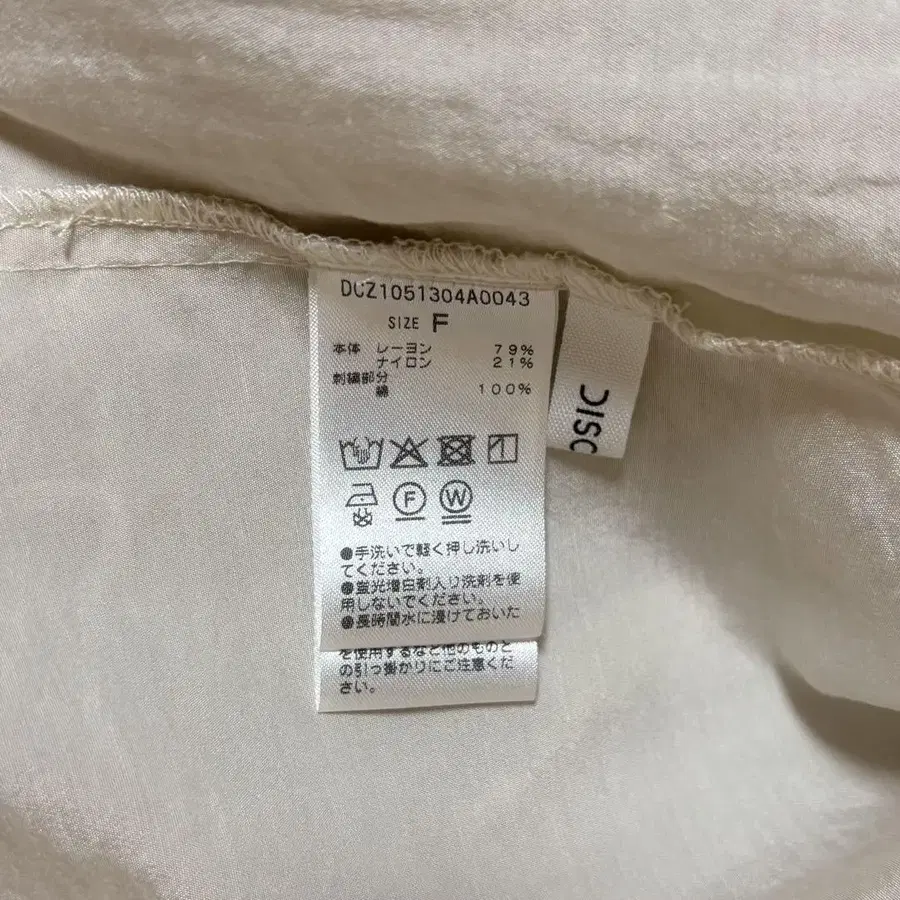 DCZ1051304A0043
SIZE F
本体 レーヨン 79%
ナイロン 21%
刺繍部分
綿 100%
F W
●手洗いで軽く押し洗いし
てください。
●蛍光増白剤入り洗剤を使
用しないでください。
●長時間水に浸けておいた
を使用するなど他のものと
の引っ掛かりにご注意くだ
さい。